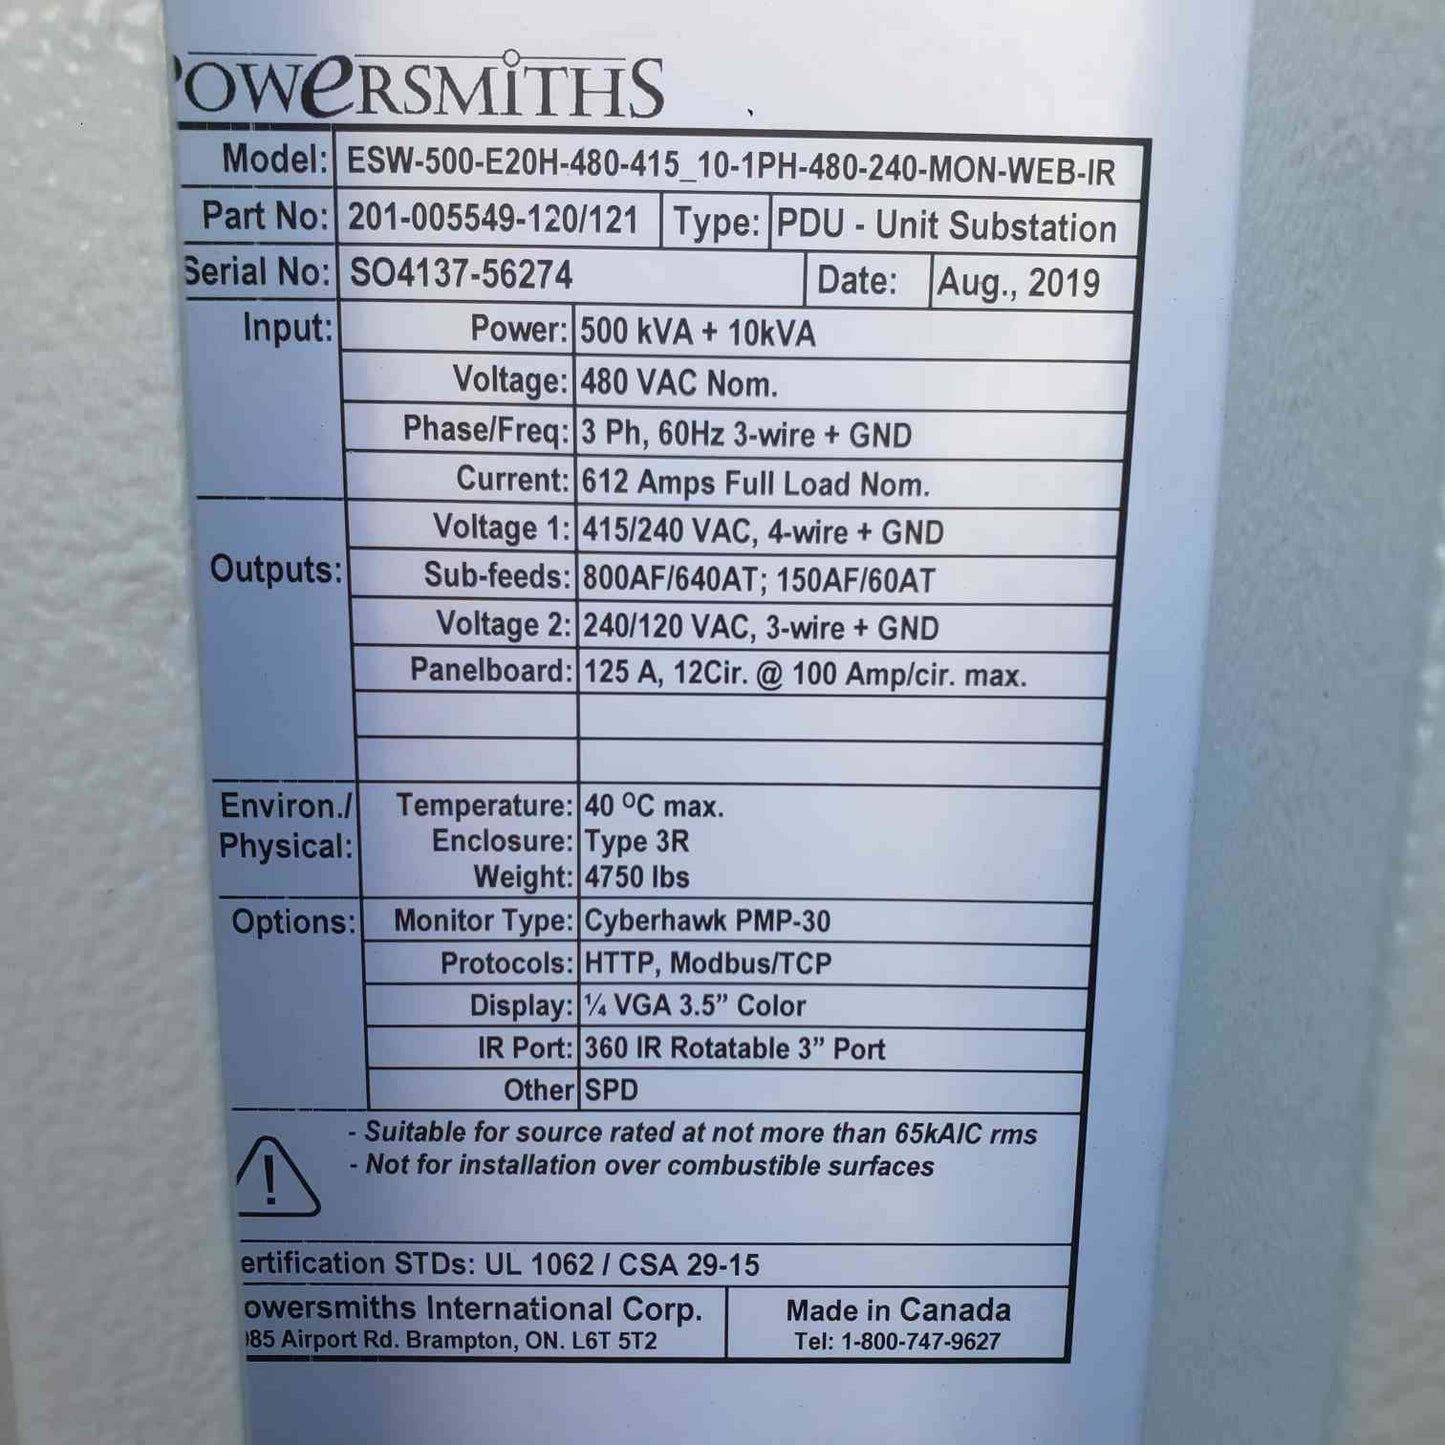 POWERSMITHS
Model: ESW-500-E20H-480-415_10-1PH-480-240-MON-WEB-IR
Part No: 201-005549-120/121 Type: PDU - Unit Substation
Serial No: SO4137-56274 Date: Aug., 2019
Input: Power: 500 kVA + 10kVA
Voltage: 480 VAC Nom.
Phase/Freq: 3 Ph, 60Hz 3-wire + GND
Current: 612 Amps Full Load Nom.
Outputs: Voltage 1: 415/240 VAC, 4-wire + GND
Sub-feeds: 800AF/640AT; 150AF/60AT
Voltage 2: 240/120 VAC, 3-wire + GND
Panelboard: 125 A, 12Cir. @ 100 Amp/cir. max.
Environ./ Temperature: 40 °C max.
Physical: Enclosure: Type 3R
Weight: 4750 lbs
Options: Monitor Type: Cyberhawk PMP-30
Protocols: HTTP, Modbus/TCP
Display: ¼ VGA 3.5” Color
IR Port: 360 IR Rotatable 3” Port
Other SPD
- Suitable for source rated at not more than 65kAIC rms
- Not for installation over combustible surfaces
!
ertification STDs: UL 1062 / CSA 29-15
owersmiths International Corp. Made in Canada
85 Airport Rd. Brampton, ON. L6T 5T2 Tel: 1-800-747-9627